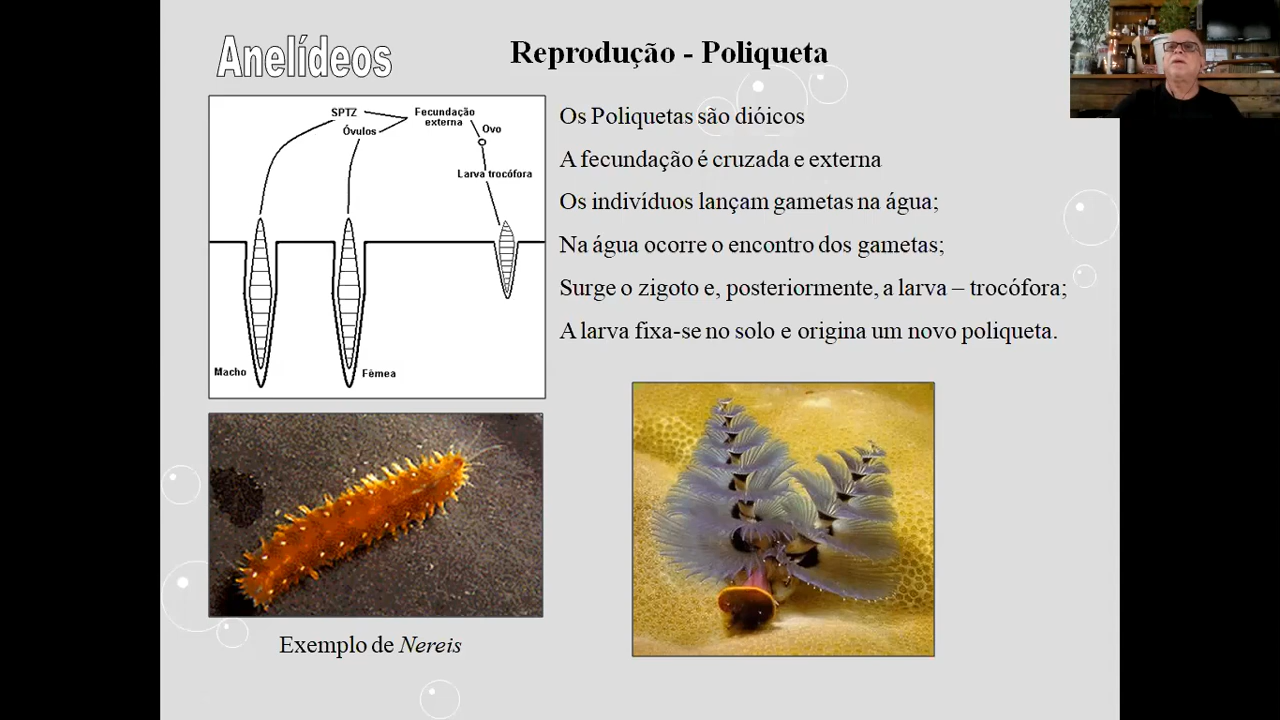 Anelídeos
Reprodução - Poliqueta
SPTZ
Óvulos
Fecundação
externa
Ovo
Larva trocófora
Macho
Fêmea
Os Poliquetas são dióicos
A fecundação é cruzada e externa
Os indivíduos lançam gametas na água;
Na água ocorre o encontro dos gametas;
Surge o zigoto e, posteriormente, a larva – trocófora;
A larva fixa-se no solo e origina um novo poliqueta.
Exemplo de Nereis